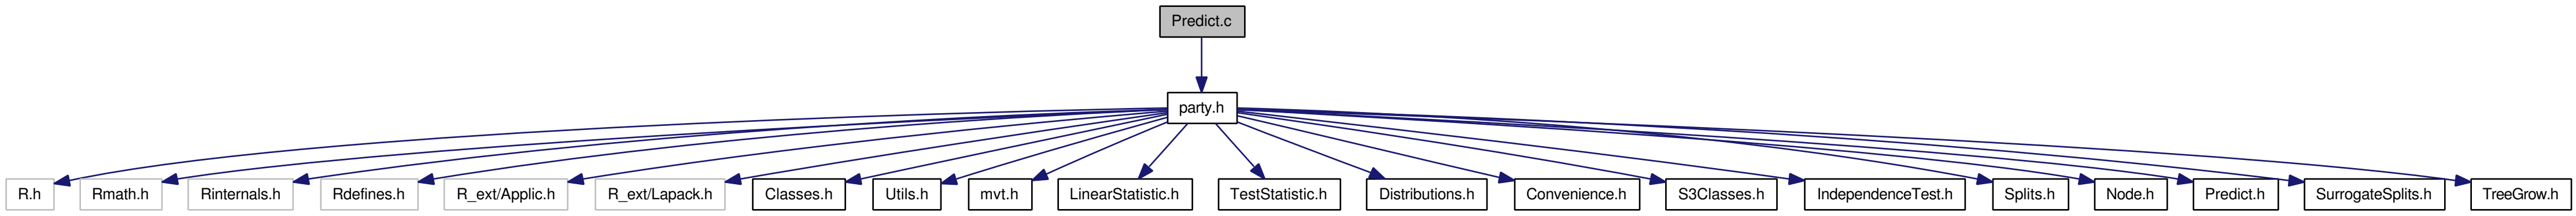 Predict.c
party.h
R.h
Rmath.h
Rinternals.h
Rdefines.h
R_ext/Applic.h
R_ext/Lapack.h
Classes.h
Utils.h
mvt.h
LinearStatistic.h
TestStatistic.h
Distributions.h
Convenience.h
S3Classes.h
IndependenceTest.h
Splits.h
Node.h
Predict.h
SurrogateSplits.h
TreeGrow.h